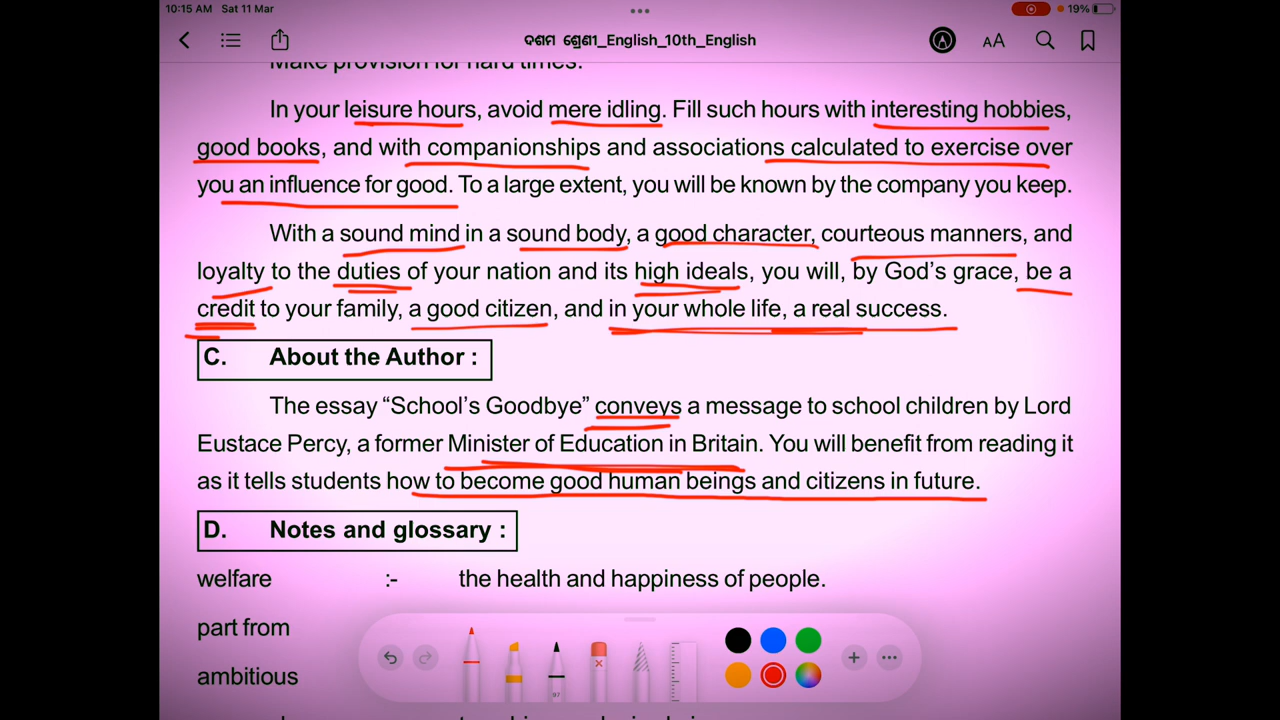 10:15 AM Sat 11 Mar
19%
ଦଶମ ଶ୍ରେଣୀ_English_10th_English
AA
Make provision for hard times.
In your leisure hours, avoid mere idling. Fill such hours with interesting hobbies,
good books, and with companionships and associations calculated to exercise over
you an influence for good. To a large extent, you will be known by the company you keep.
With a sound mind in a sound body, a good character, courteous manners, and
loyalty to the duties of your nation and its high ideals, you will, by God's grace, be a
credit to your family, a good citizen, and in your whole life, a real success.
C. About the Author :
The essay “School's Goodbye” conveys a message to school children by Lord
Eustace Percy, a former Minister of Education in Britain. You will benefit from reading it
as it tells students how to become good human beings and citizens in future.
D. Notes and glossary :
welfare :- the health and happiness of people.
part from
ambitious
97